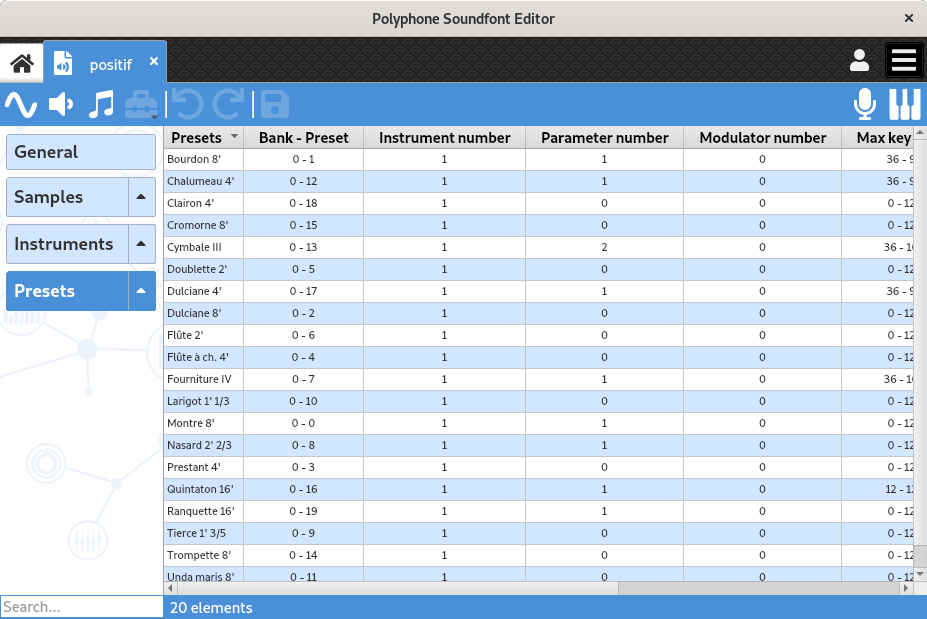 Polyphone Soundfont Editor
positif
General
Samples
Instruments
Presets
Presets Bank - Preset Instrument number Parameter number Modulator number Max key
Bourdon 8' 0 - 1 1 1 0 36 - 9
Chalumeau 4' 0 - 12 1 1 0 36 - 9
Clairon 4' 0 - 18 1 0 0 0 - 12
Cromorne 8' 0 - 15 1 0 0 0 - 12
Cymbale III 0 - 13 1 2 0 36 - 10
Doublette 2' 0 - 5 1 0 0 0 - 12
Dulciane 4' 0 - 17 1 1 0 36 - 9
Dulciane 8' 0 - 2 1 0 0 0 - 12
Flûte 2' 0 - 6 1 0 0 0 - 12
Flûte à ch. 4' 0 - 4 1 0 0 0 - 12
Fourniture IV 0 - 7 1 1 0 36 - 10
Larigot 1' 1/3 0 - 10 1 0 0 0 - 12
Montre 8' 0 - 0 1 1 0 0 - 12
Nasard 2' 2/3 0 - 8 1 1 0 0 - 12
Prestant 4' 0 - 3 1 0 0 0 - 12
Quintaton 16' 0 - 16 1 1 0 12 - 12
Ranquette 16' 0 - 19 1 1 0 0 - 12
Tierce 1' 3/5 0 - 9 1 0 0 0 - 12
Trompette 8' 0 - 14 1 0 0 0 - 12
Unda maris 8' 0 - 11 1 0 0 0 - 12
Search...
20 elements